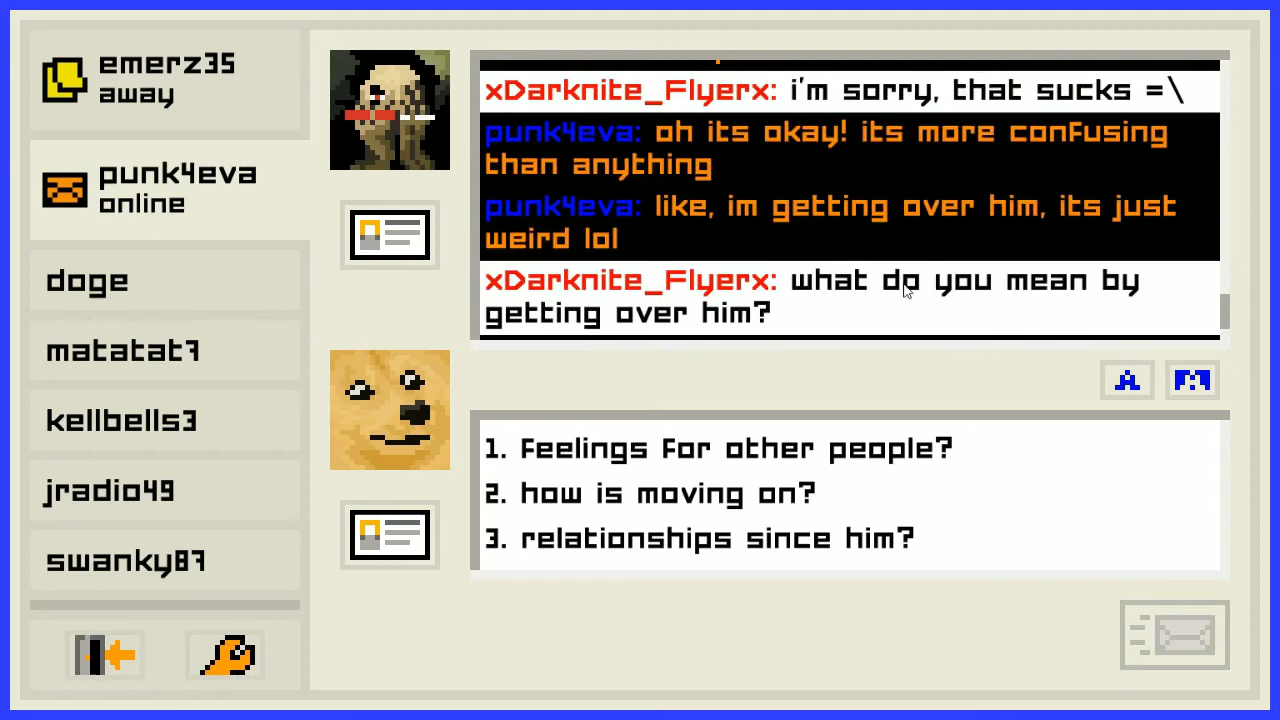 emerz35
away
punk4eva
online
doge
matatat7
kellbells3
jradio49
swanky87
xDarknite_Flyerx: i'm sorry, that sucks =\
punk4eva: oh its okay! its more confusing
than anything
punk4eva: like, im getting over him, its just
weird lol
xDarknite_Flyerx: what do you mean by
getting over him?
A
1. Feelings For other people?
2. how is moving on?
3. relationships since him?